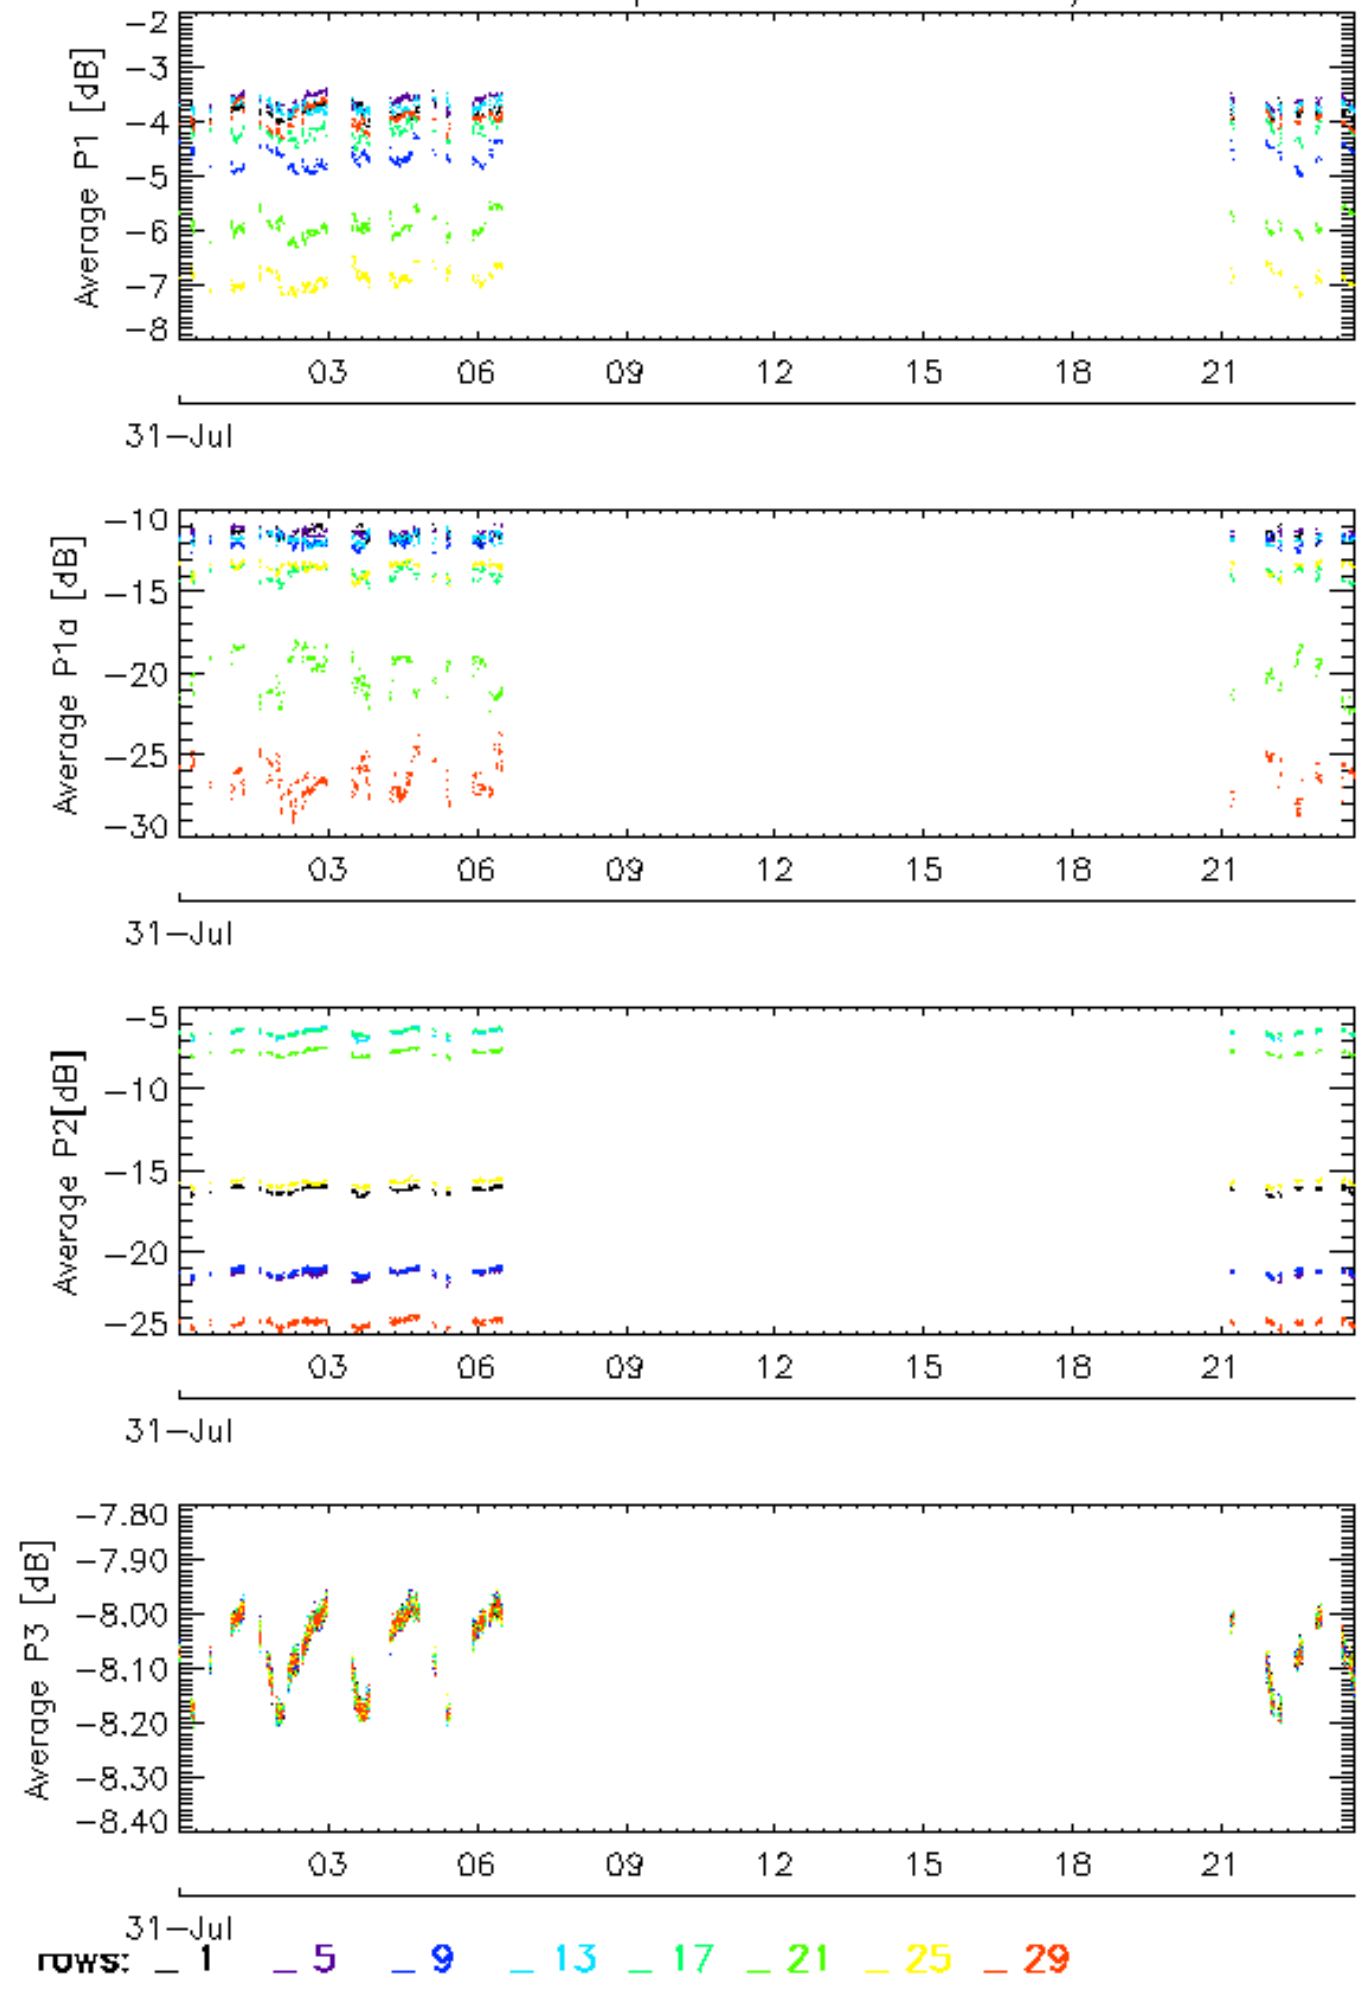 Average P1 [dB]
-2
-3
-4
-5
-6
-7
-8
03 06 09 12 15 18 21
31-Jul
Average P1a [dB]
-10
-15
-20
-25
-30
03 06 09 12 15 18 21
31-Jul
Average P2[dB]
-5
-10
-15
-20
-25
03 06 09 12 15 18 21
31-Jul
Average P3 [dB]
-7.80
-7.90
-8.00
-8.10
-8.20
-8.30
-8.40
03 06 09 12 15 18 21
31-Jul
rows: _ 1 _ 5 _ 9 _ 13 _ 17 _ 21 _ 25 _ 29